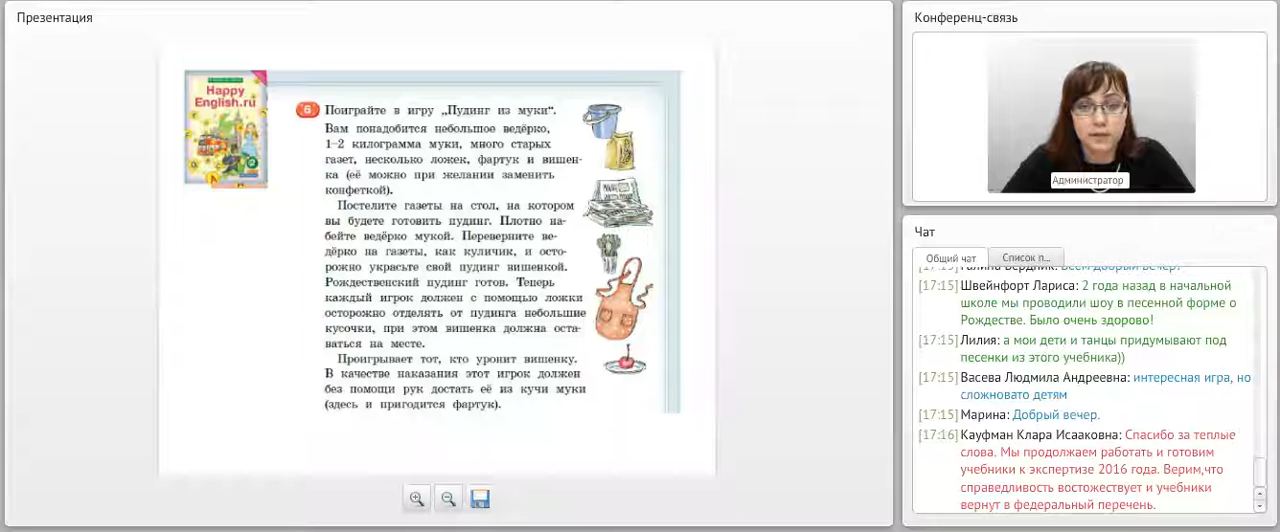 Презентация
Happy
English.ru
6 Поиграйте в игру „Пудинг из муки“.
Вам понадобится небольшое ведёрко,
1–2 килограмма муки, много старых
газет, несколько ложек, фартук и вишен-
ка (её можно при желании заменить
конфеткой).
Постелите газеты на стол, на котором
вы будете готовить пудинг. Плотно на-
бейте ведёрко мукой. Переверните ве-
дёрко на газеты, как куличик, и осто-
рожно украсьте свой пудинг вишенкой.
Рождественский пудинг готов. Теперь
каждый игрок должен с помощью ложки
осторожно отделять от пудинга небольшие
кусочки, при этом вишенка должна оста-
ваться на месте.
Проигрывает тот, кто уронит вишенку.
В качестве наказания этот игрок должен
без помощи рук достать её из кучи муки
(здесь и пригодится фартук).
Конференц-связь
Администратор
Чат
Общий чат
Список п...
[17:15] Галина Бердник: Всем добрый вечер!
[17:15] Швейнфорт Лариса: 2 года назад в начальной
школе мы проводили шоу в песенной форме о
Рождестве. Было очень здорово!
[17:15] Лилия: а мои дети и танцы придумывают под
песенки из этого учебника))
[17:15] Васева Людмила Андреевна: интересная игра, но
сложновато детям
[17:15] Марина: Добрый вечер.
[17:16] Кауфман Клара Исааковна: Спасибо за теплые
слова. Мы продолжаем работать и готовим
учебники к экспертизе 2016 года. Верим,что
справедливость востожествует и учебники
вернут в федеральный перечень.